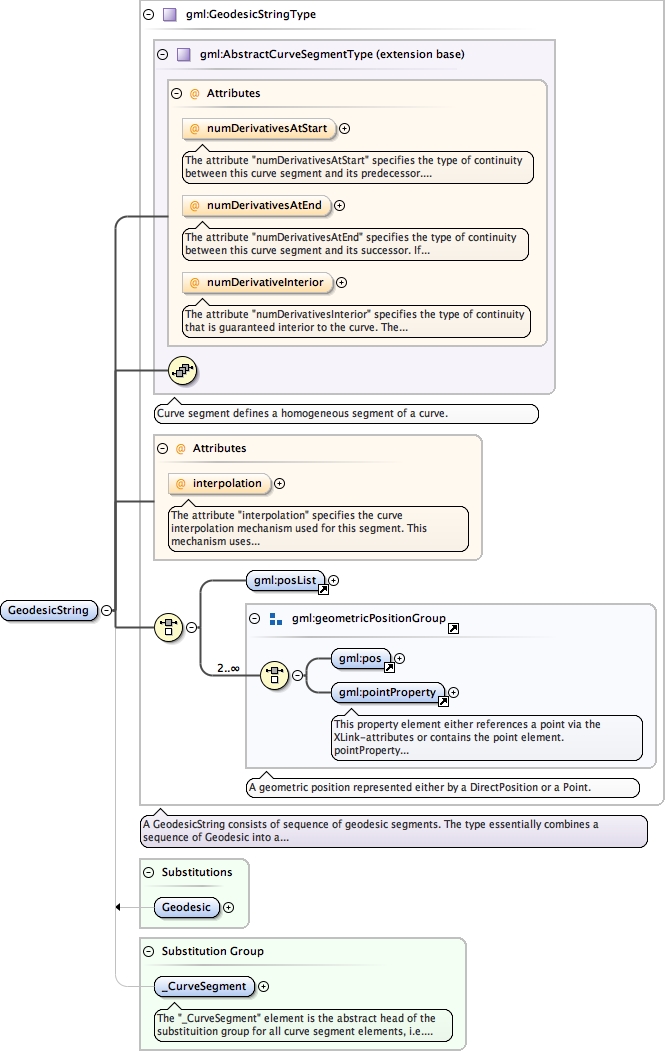 gml:GeodesicStringType
gml:AbstractCurveSegmentType (extension base)
@ Attributes
@ numDerivativesAtStart
The attribute "numDerivativesAtStart" specifies the type of continuity
between this curve segment and its predecessor....
@ numDerivativesAtEnd
The attribute "numDerivativesAtEnd" specifies the type of continuity
between this curve segment and its successor. If...
@ numDerivativeInterior
The attribute "numDerivativesInterior" specifies the type of continuity
that is guaranteed interior to the curve. The...
Curve segment defines a homogeneous segment of a curve.
@ Attributes
@ interpolation
The attribute "interpolation" specifies the curve
interpolation mechanism used for this segment. This
mechanism uses...
GeodesicString
gml:posList
gml:geometricPositionGroup
2..∞
gml:pos
gml:pointProperty
This property element either references a point via the
XLink-attributes or contains the point element.
pointProperty...
A geometric position represented either by a DirectPosition or a Point.
A GeodesicString consists of sequence of geodesic segments. The type essentially combines a
sequence of Geodesic into a...
Substitutions
Geodesic
Substitution Group
_CurveSegment
The "_CurveSegment" element is the abstract head of the
substituition group for all curve segment elements, i.e....